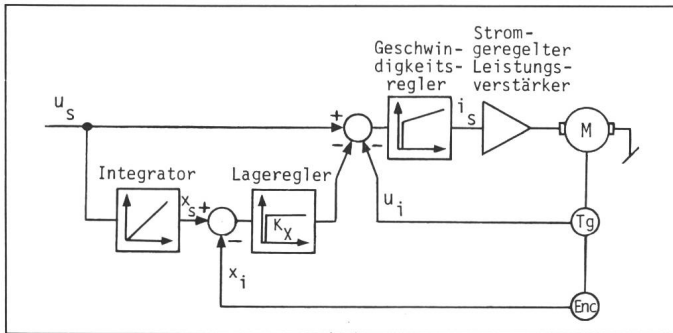 Geschwin-
digkeits-
regler
Strom-
geregelter
Leistungs-
verstärker
u_s
+
-
-
i_s
M
Integrator
x_s
+
-
Lageregler
K_X
u_i
Tg
x_i
Enc